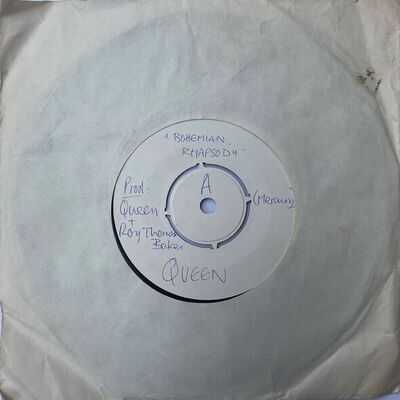 "BOHEMIAN
RHAPSODY"
Prod.
A
(Mercury)
Queen
+
Roy Thomas
Baker
QUEEN